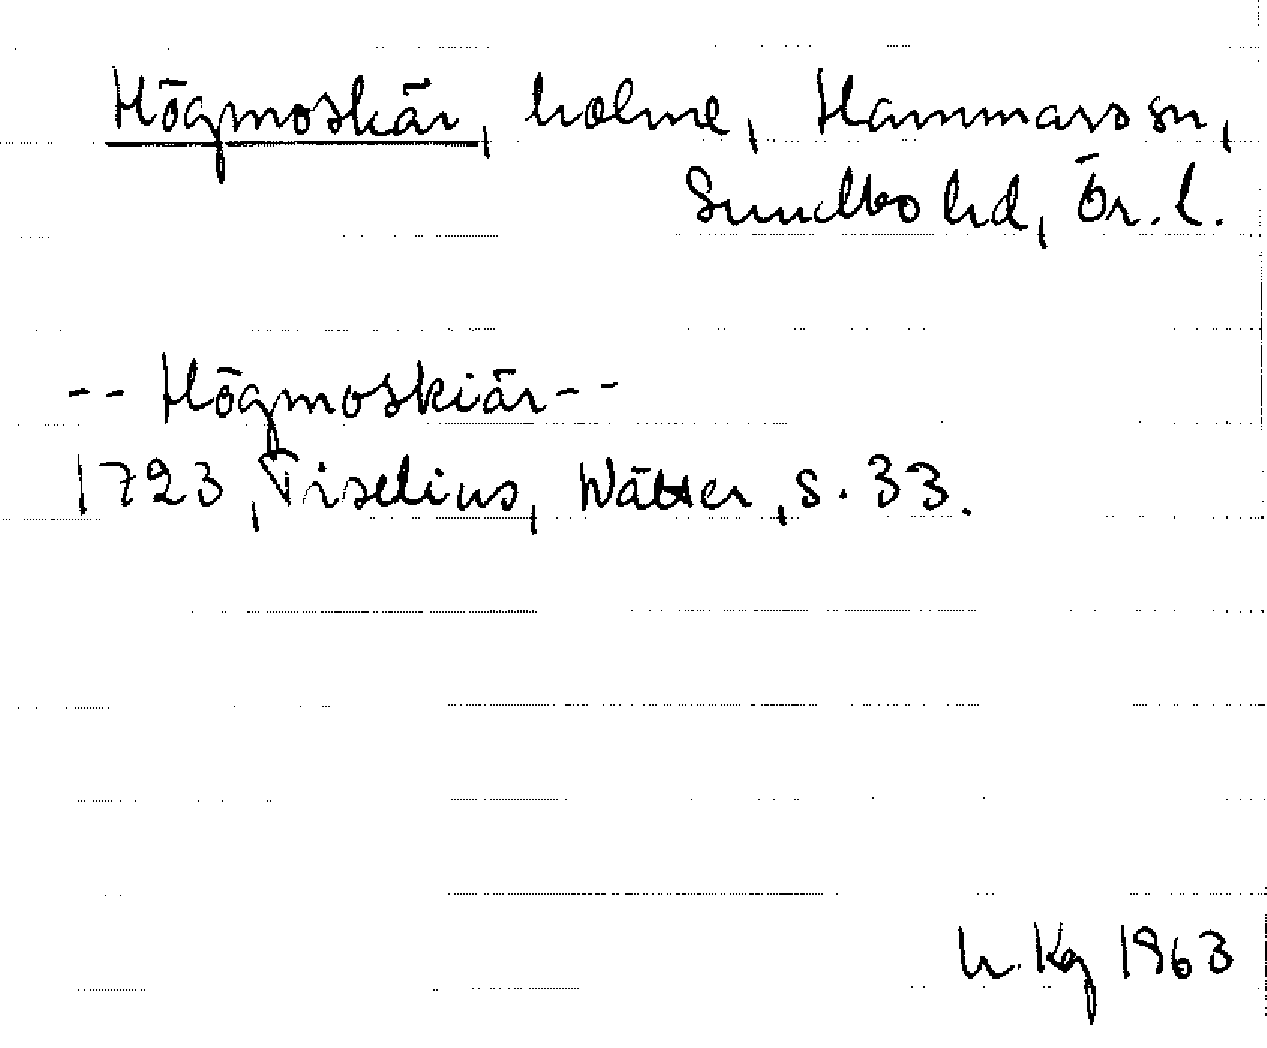 Högmoskär, holme, Hammars sn,
Sundbo hd, Ör. l.
-- Högmoskiär --
1723, Tiselius, Wätter, s. 33.
h. Kg 1963